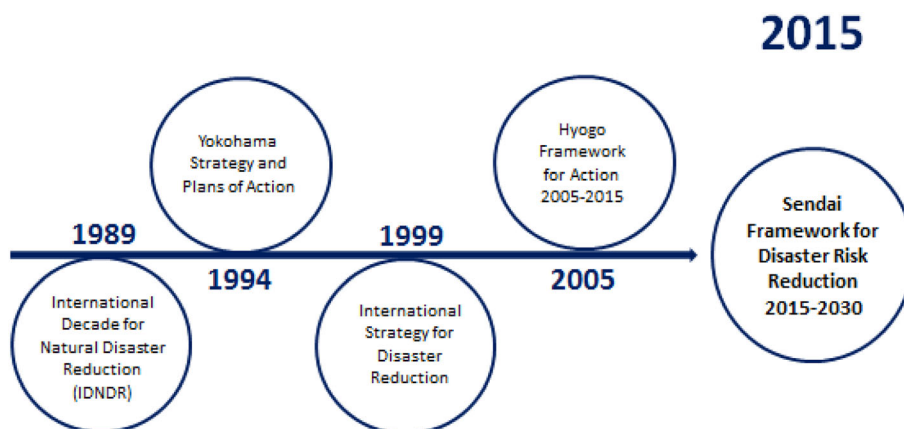 2015
Yokohama
Strategy and
Plans of Action
Hyogo
Framework
for Action
2005-2015
1989
1999
1994
2005
International
Decade for
Natural Disaster
Reduction
(IDNDR)
International
Strategy for
Disaster
Reduction
Sendai
Framework for
Disaster Risk
Reduction
2015-2030